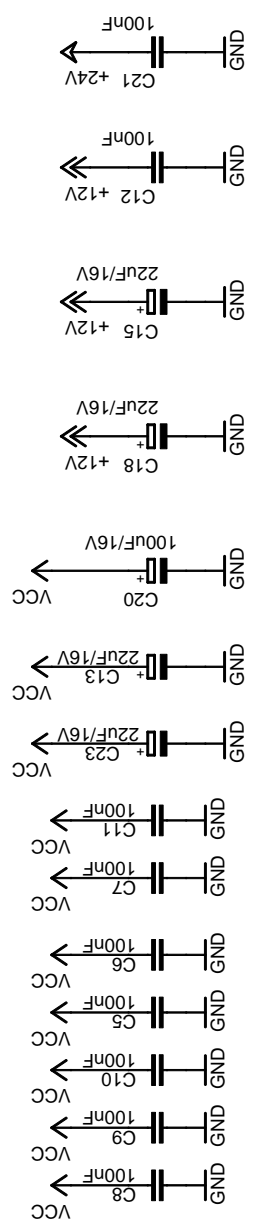 100nF
C21 +24V
GND
100nF
C12 +12V
GND
22uF/16V
C15 +12V
+
GND
22uF/16V
C18 +12V
+
GND
100uF/16V
C20 VCC
+
GND
22uF/16V
C13 VCC
+
GND
22uF/16V
C23 VCC
+
GND
100nF
C11 VCC
GND
100nF
C7 VCC
GND
100nF
C6 VCC
GND
100nF
C5 VCC
GND
100nF
C10 VCC
GND
100nF
C9 VCC
GND
100nF
C8 VCC
GND